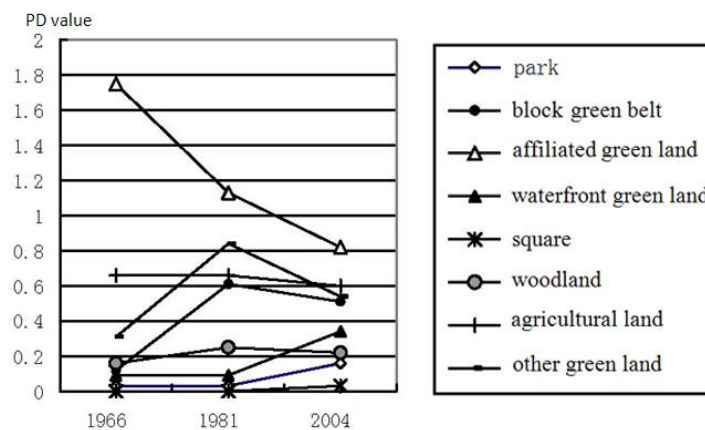 PD value
2
1.8
1.6
1.4
1.2
1
0.8
0.6
0.4
0.2
0
1966 1981 2004
park
block green belt
affiliated green land
waterfront green land
square
woodland
agricultural land
other green land